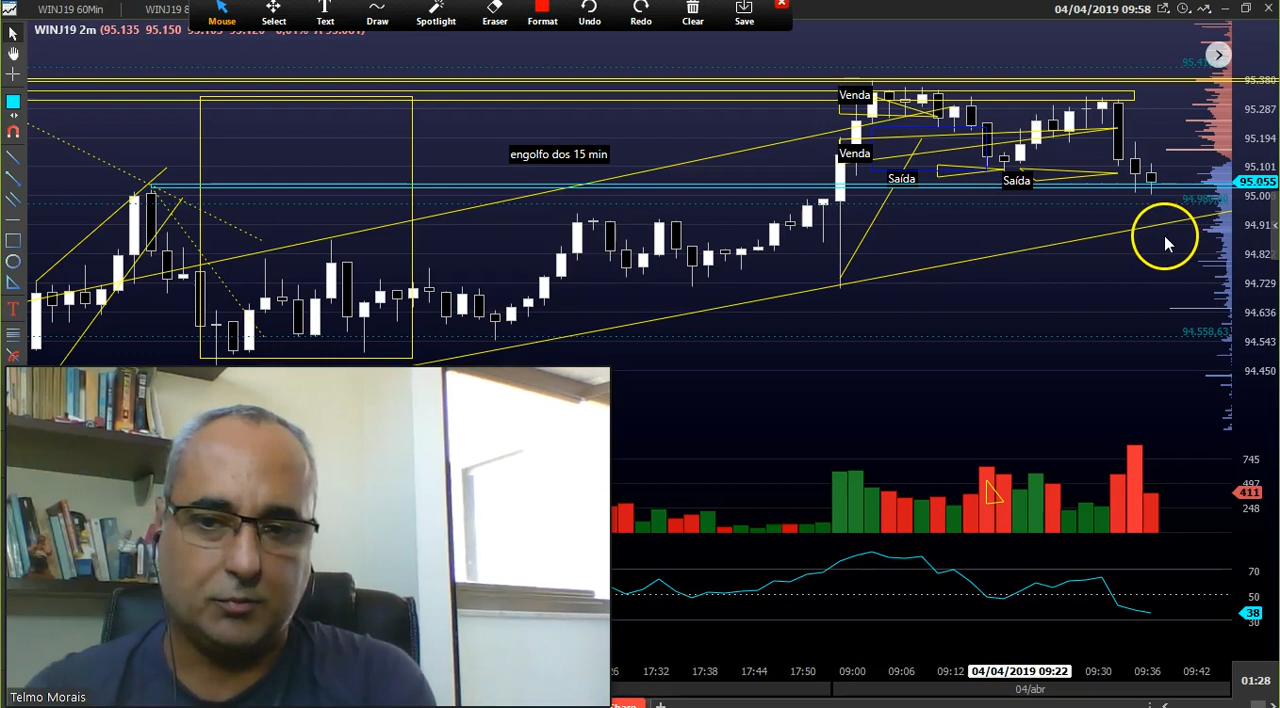 WINJ19 60Min
WINJ19 8
Mouse
Select
Text
Draw
Spotlight
Eraser
Format
Undo
Redo
Clear
Save
04/04/2019 09:58
WINJ19 2m (95.135 95.150
95.380
95.287
95.194
95.101
95.055
95.000
94.91
94.82
94.729
94.636
94.558,63
94.543
94.450
Venda
Venda
Saída
Saída
engolfo dos 15 min
745
497
411
248
70
50
38
30
17:32
17:38
17:44
17:50
09:00
09:06
09:12
04/04/2019 09:22
09:30
09:36
09:42
04/abr
01:28
Telmo Morais